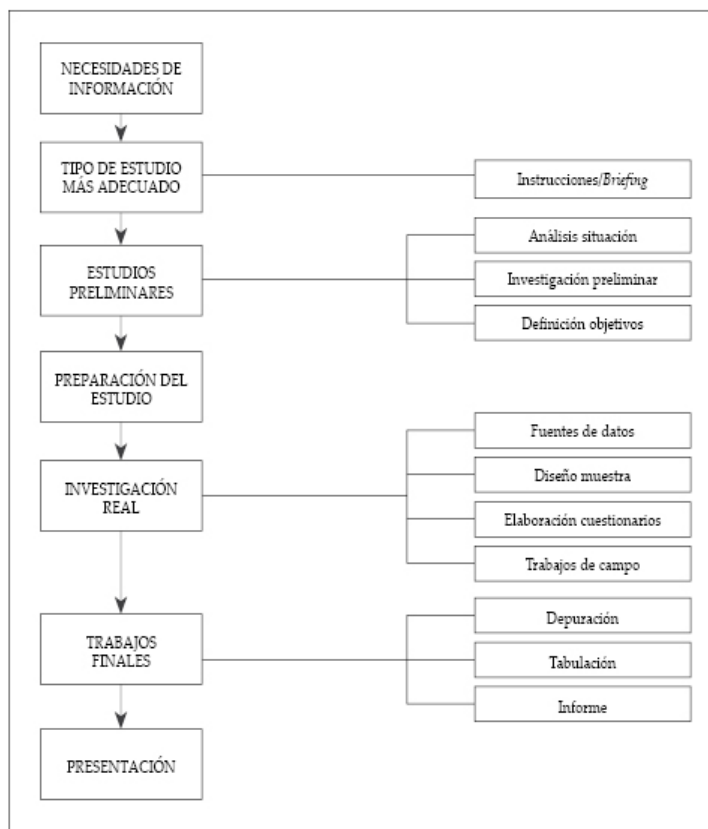 NECESIDADES DE
INFORMACIÓN
TIPO DE ESTUDIO
MÁS ADECUADO
Instrucciones/Briefing
ESTUDIOS
PRELIMINARES
Análisis situación
Investigación preliminar
Definición objetivos
PREPARACIÓN DEL
ESTUDIO
INVESTIGACIÓN
REAL
Fuentes de datos
Diseño muestra
Elaboración cuestionarios
Trabajos de campo
TRABAJOS
FINALES
Depuración
Tabulación
Informe
PRESENTACIÓN